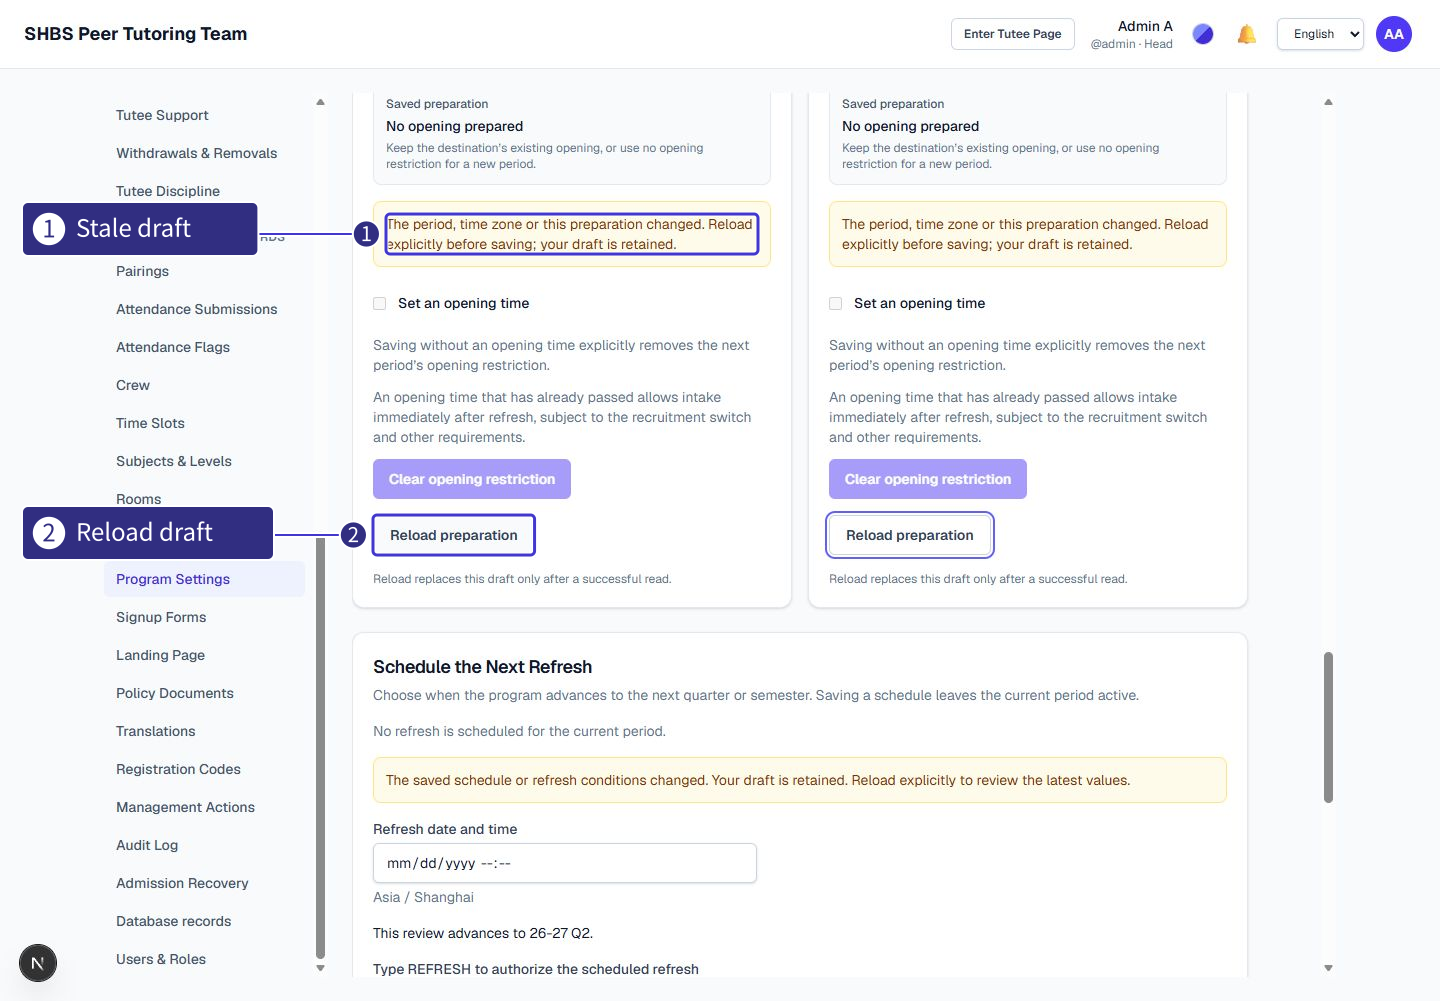 SHBS Peer Tutoring Team
Enter Tutee Page
Admin A
@admin · Head
English
AA
Tutee Support
Withdrawals & Removals
Tutee Discipline
1 Stale draft
Pairings
Attendance Submissions
Attendance Flags
Crew
Time Slots
Subjects & Levels
Rooms
2 Reload draft
Program Settings
Signup Forms
Landing Page
Policy Documents
Translations
Registration Codes
Management Actions
Audit Log
Admission Recovery
Database records
Users & Roles
N
Saved preparation
No opening prepared
Keep the destination's existing opening, or use no opening
restriction for a new period.
1
The period, time zone or this preparation changed. Reload
explicitly before saving; your draft is retained.
Set an opening time
Saving without an opening time explicitly removes the next
period's opening restriction.
An opening time that has already passed allows intake
immediately after refresh, subject to the recruitment switch
and other requirements.
Clear opening restriction
2
Reload preparation
Reload replaces this draft only after a successful read.
Saved preparation
No opening prepared
Keep the destination's existing opening, or use no opening
restriction for a new period.
The period, time zone or this preparation changed. Reload
explicitly before saving; your draft is retained.
Set an opening time
Saving without an opening time explicitly removes the next
period's opening restriction.
An opening time that has already passed allows intake
immediately after refresh, subject to the recruitment switch
and other requirements.
Clear opening restriction
Reload preparation
Reload replaces this draft only after a successful read.
Schedule the Next Refresh
Choose when the program advances to the next quarter or semester. Saving a schedule leaves the current period active.
No refresh is scheduled for the current period.
The saved schedule or refresh conditions changed. Your draft is retained. Reload explicitly to review the latest values.
Refresh date and time
mm/dd/yyyy --:--
Asia / Shanghai
This review advances to 26-27 Q2.
Type REFRESH to authorize the scheduled refresh